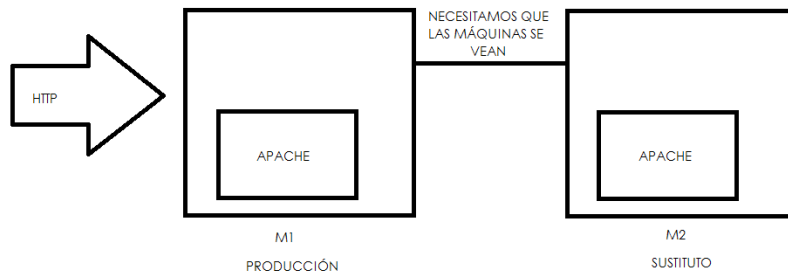 NECESITAMOS QUE
LAS MÁQUINAS SE
VEAN
HTTP
APACHE
APACHE
M1
M2
PRODUCCIÓN
SUSTITUTO